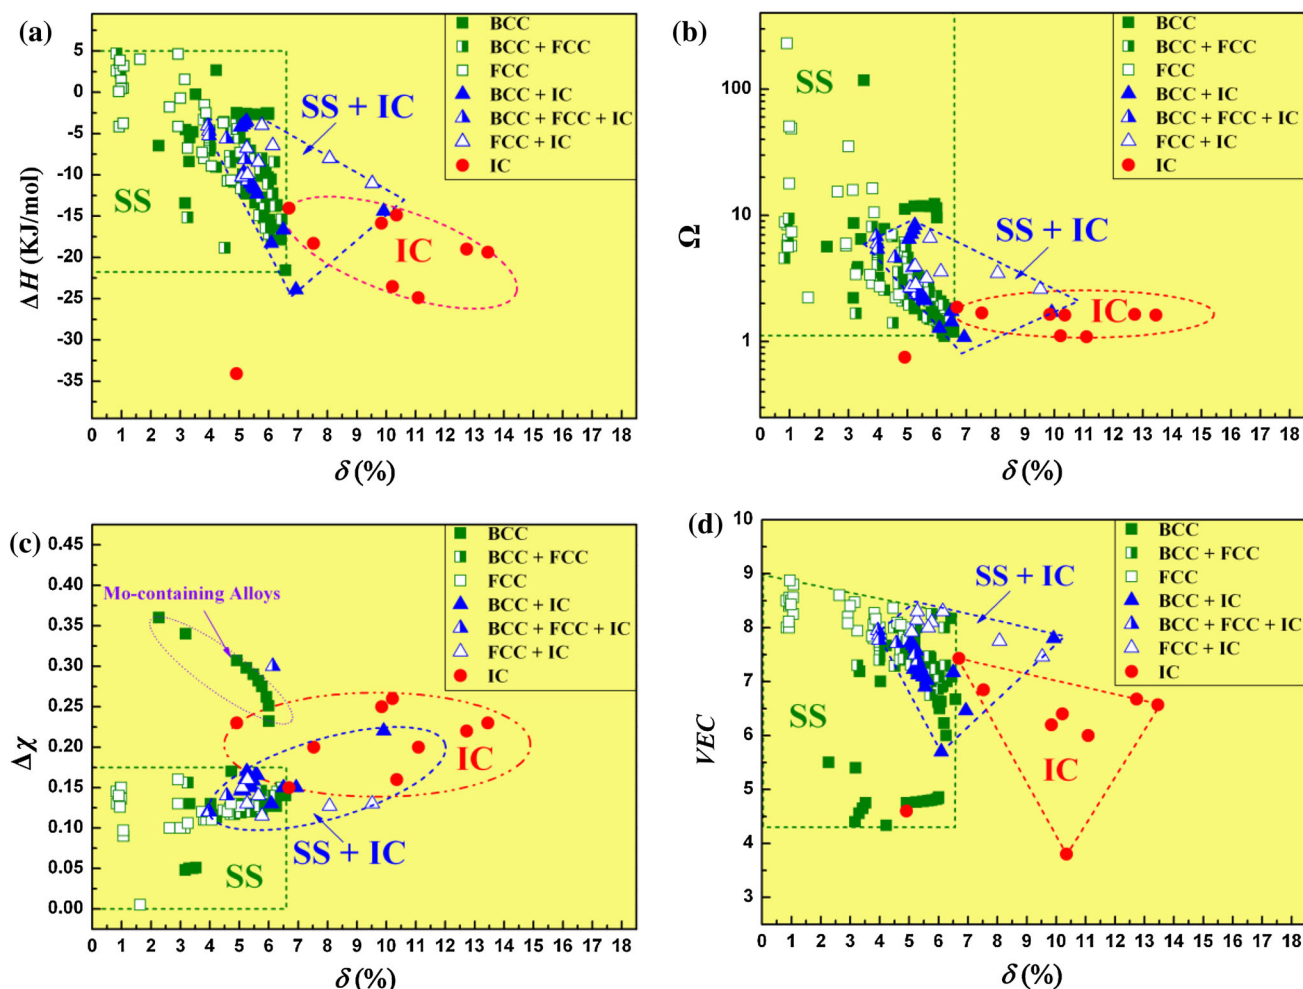 (a)
BCC
BCC + FCC
FCC
BCC + IC
BCC + FCC + IC
FCC + IC
IC
SS + IC
SS
IC
ΔH (KJ/mol)
5
0
-5
-10
-15
-20
-25
-30
-35
0 1 2 3 4 5 6 7 8 9 10 11 12 13 14 15 16 17 18
δ (%)
(b)
BCC
BCC + FCC
FCC
BCC + IC
BCC + FCC + IC
FCC + IC
IC
SS
SS + IC
IC
Ω
100
10
1
0 1 2 3 4 5 6 7 8 9 10 11 12 13 14 15 16 17 18
δ (%)
(c)
BCC
BCC + FCC
FCC
BCC + IC
BCC + FCC + IC
FCC + IC
IC
Mo-containing Alloys
IC
SS + IC
SS
Δχ
0.45
0.40
0.35
0.30
0.25
0.20
0.15
0.10
0.05
0.00
0 1 2 3 4 5 6 7 8 9 10 11 12 13 14 15 16 17 18
δ (%)
(d)
BCC
BCC + FCC
FCC
BCC + IC
BCC + FCC + IC
FCC + IC
IC
SS + IC
SS
IC
VEC
10
9
8
7
6
5
4
3
0 1 2 3 4 5 6 7 8 9 10 11 12 13 14 15 16 17 18
δ (%)